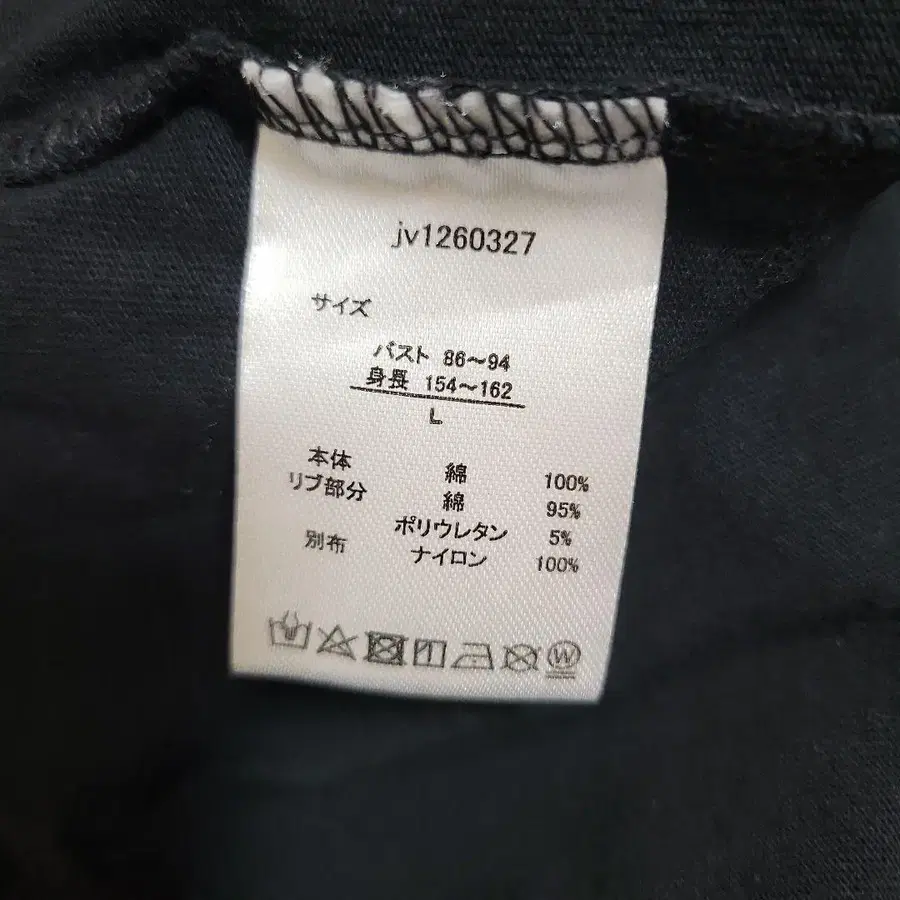 jv1260327
サイズ
バスト 86～94
身長 154～162
L
本体 綿 100%
リブ部分 綿 95%
ポリウレタン 5%
別布 ナイロン 100%
W